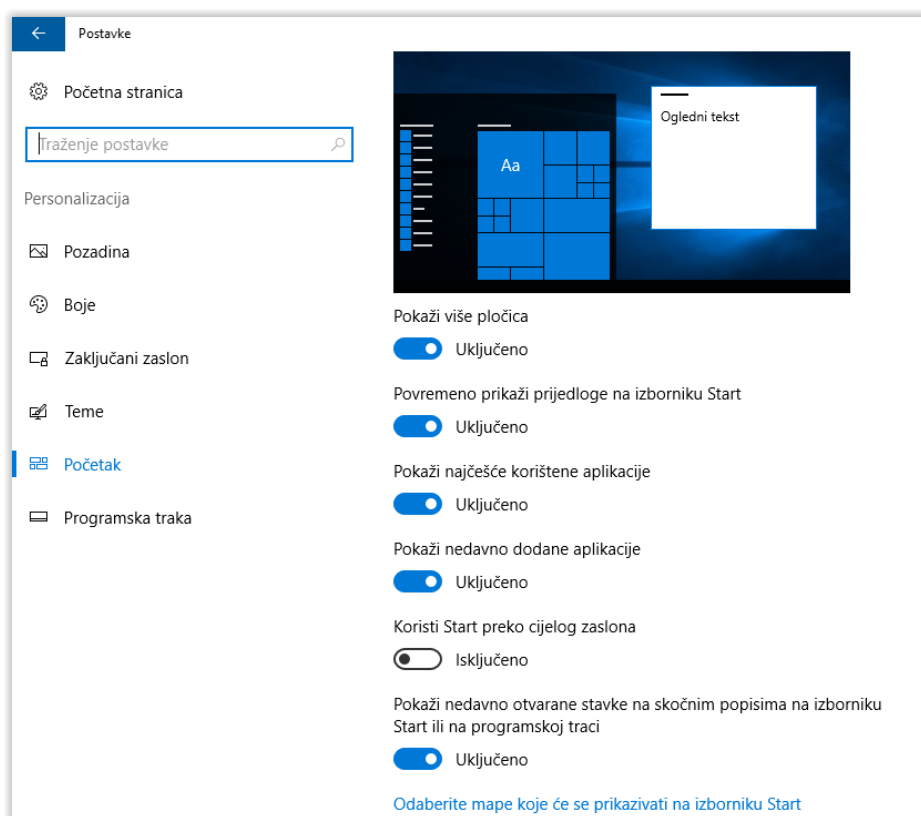 Postavke
Početna stranica
Traženje postavke
Personalizacija
Pozadina
Boje
Zaključani zaslon
Teme
Početak
Programska traka
Ogledni tekst
Aa
Pokaži više pločica
Uključeno
Povremeno prikaži prijedloge na izborniku Start
Uključeno
Pokaži najčešće korištene aplikacije
Uključeno
Pokaži nedavno dodane aplikacije
Uključeno
Koristi Start preko cijelog zaslona
Isključeno
Pokaži nedavno otvarane stavke na skočnim popisima na izborniku
Start ili na programskoj traci
Uključeno
Odaberite mape koje će se prikazivati na izborniku Start